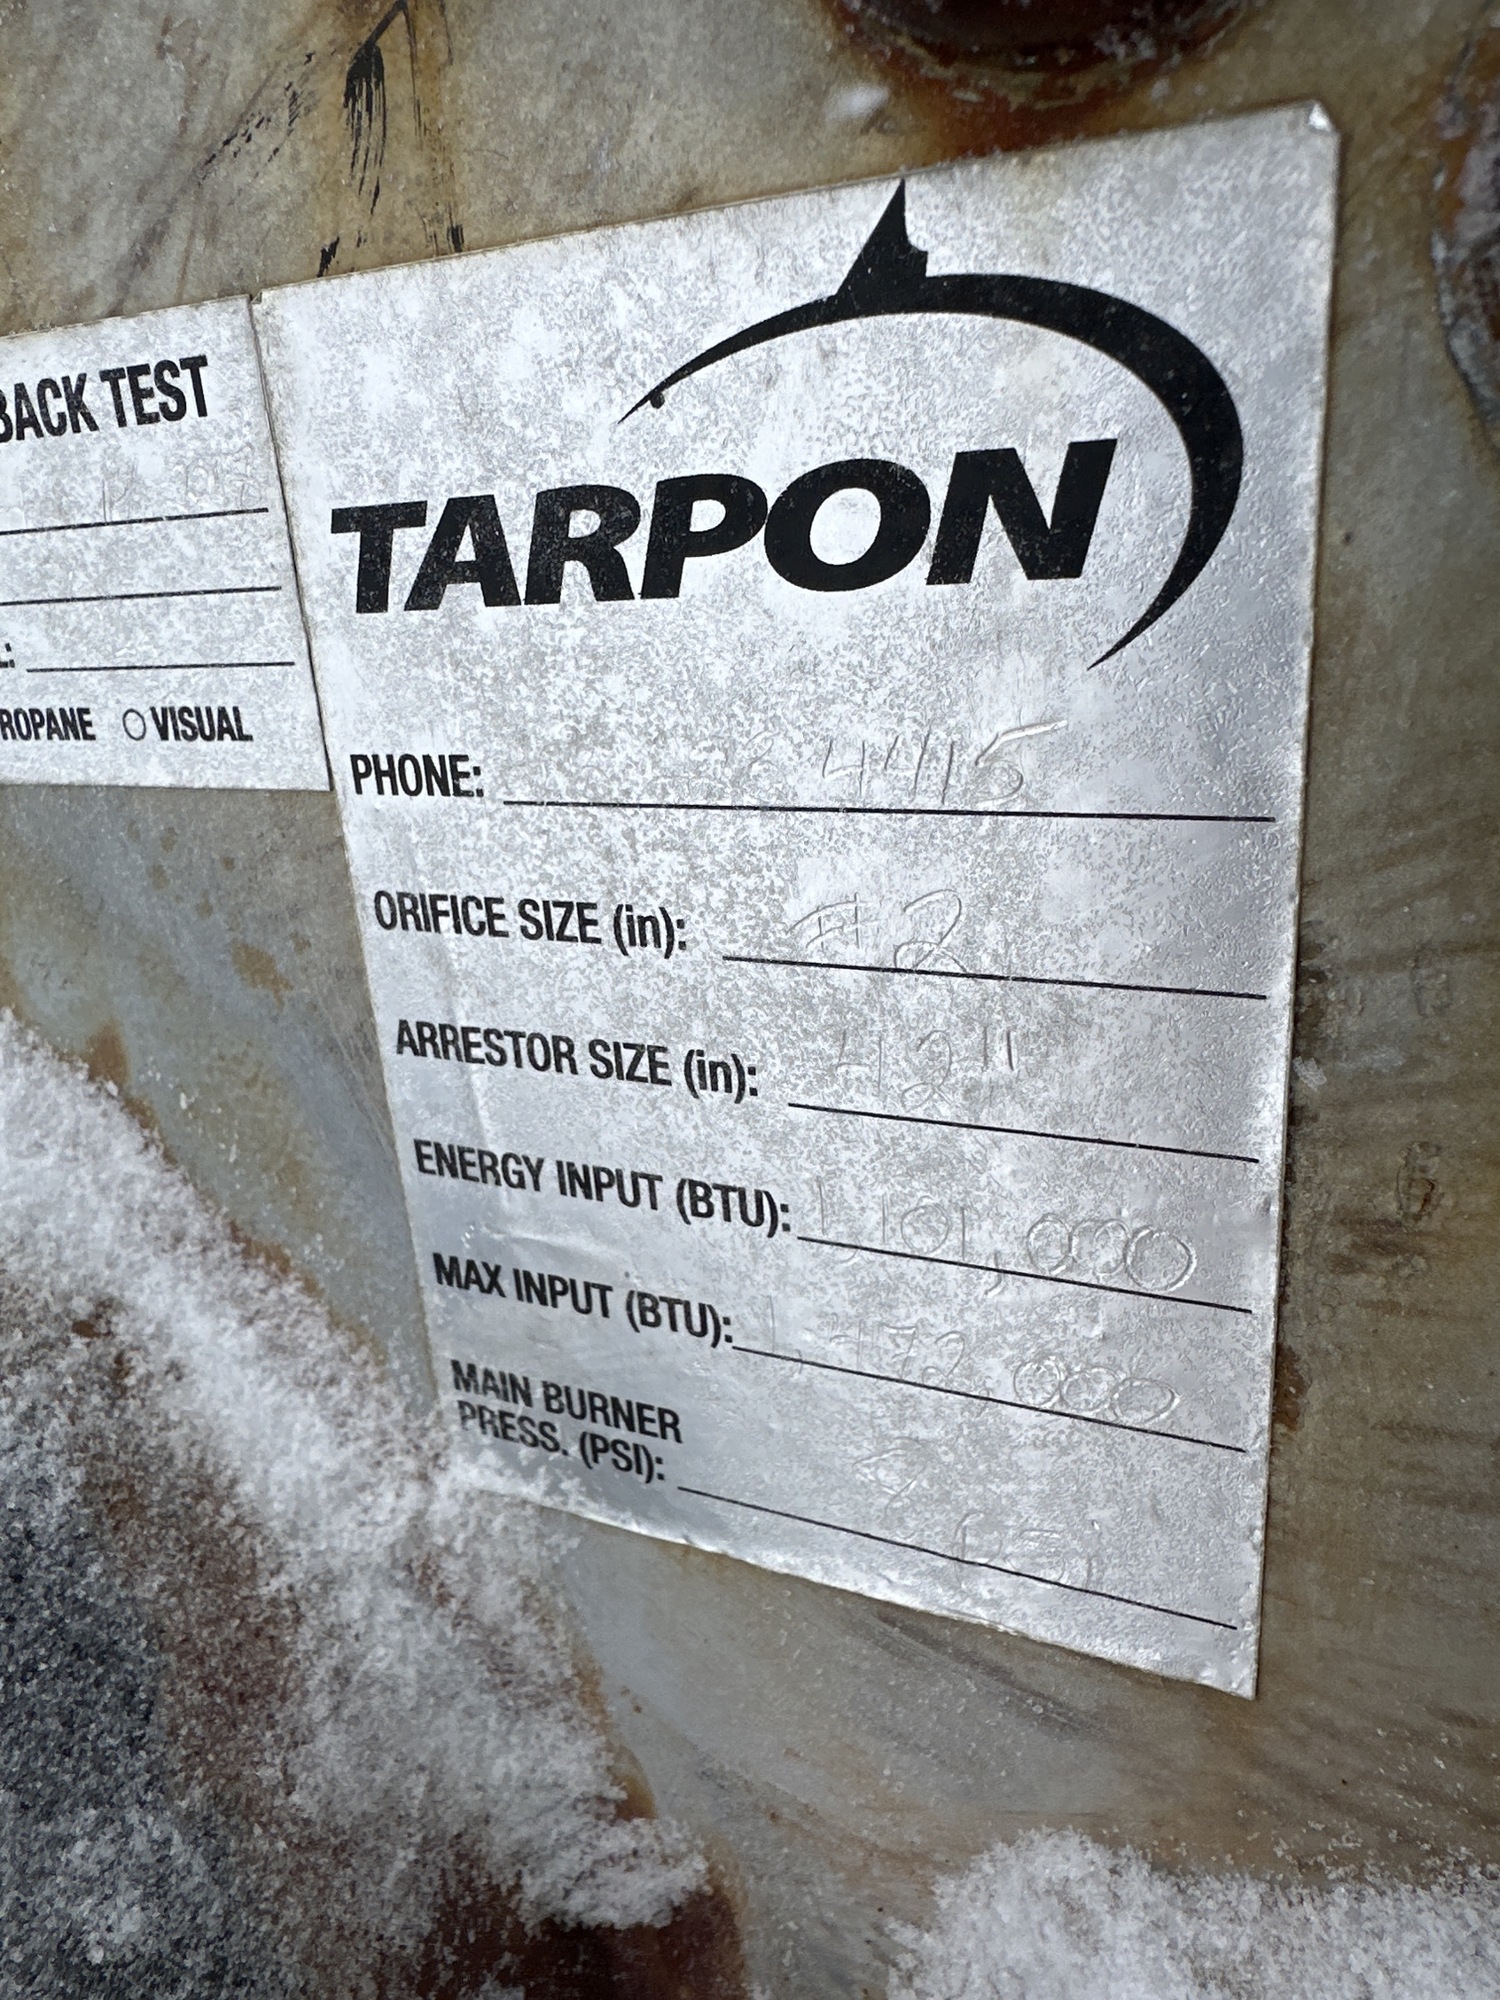 BACK TEST
ROPANE O VISUAL
TARPON
PHONE: 4415
ORIFICE SIZE (in): #2
ARRESTOR SIZE (in): 42"
ENERGY INPUT (BTU): 1,101,000
MAX INPUT (BTU): 000
MAIN BURNER
PRESS. (PSI):